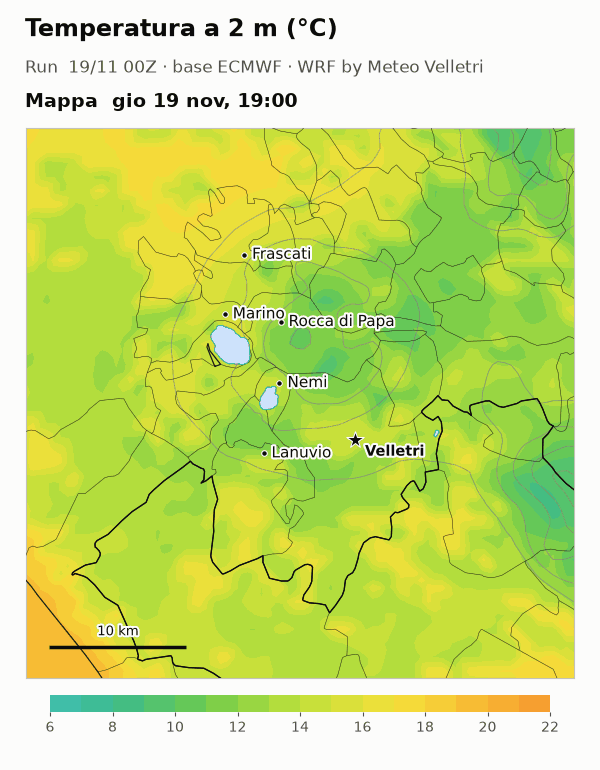 Temperatura a 2 m (°C)
Run  19/11 00Z · base ECMWF · WRF by Meteo Velletri
Mappa  gio 19 nov, 19:00
Frascati
Marino
Rocca di Papa
Nemi
Velletri
Lanuvio
10 km
6 8 10 12 14 16 18 20 22